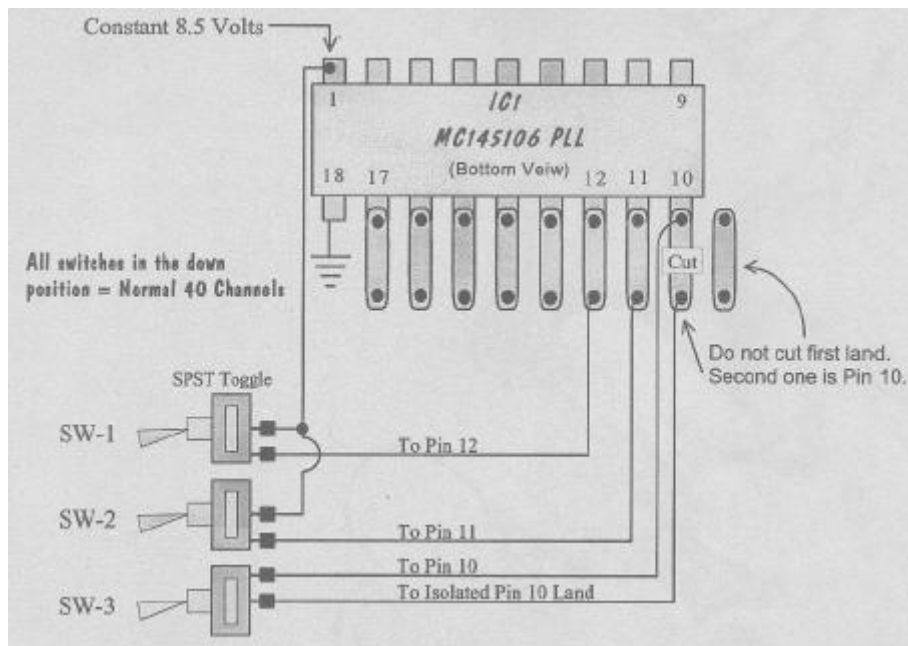 Constant 8.5 Volts
1
IC1
9
MC145106 PLL
(Bottom Veiw)
18
17
12
11
10
All switches in the down
position = Normal 40 Channels
Cut
Do not cut first land.
Second one is Pin 10.
SPST Toggle
SW-1
To Pin 12
SW-2
To Pin 11
To Pin 10
To Isolated Pin 10 Land
SW-3